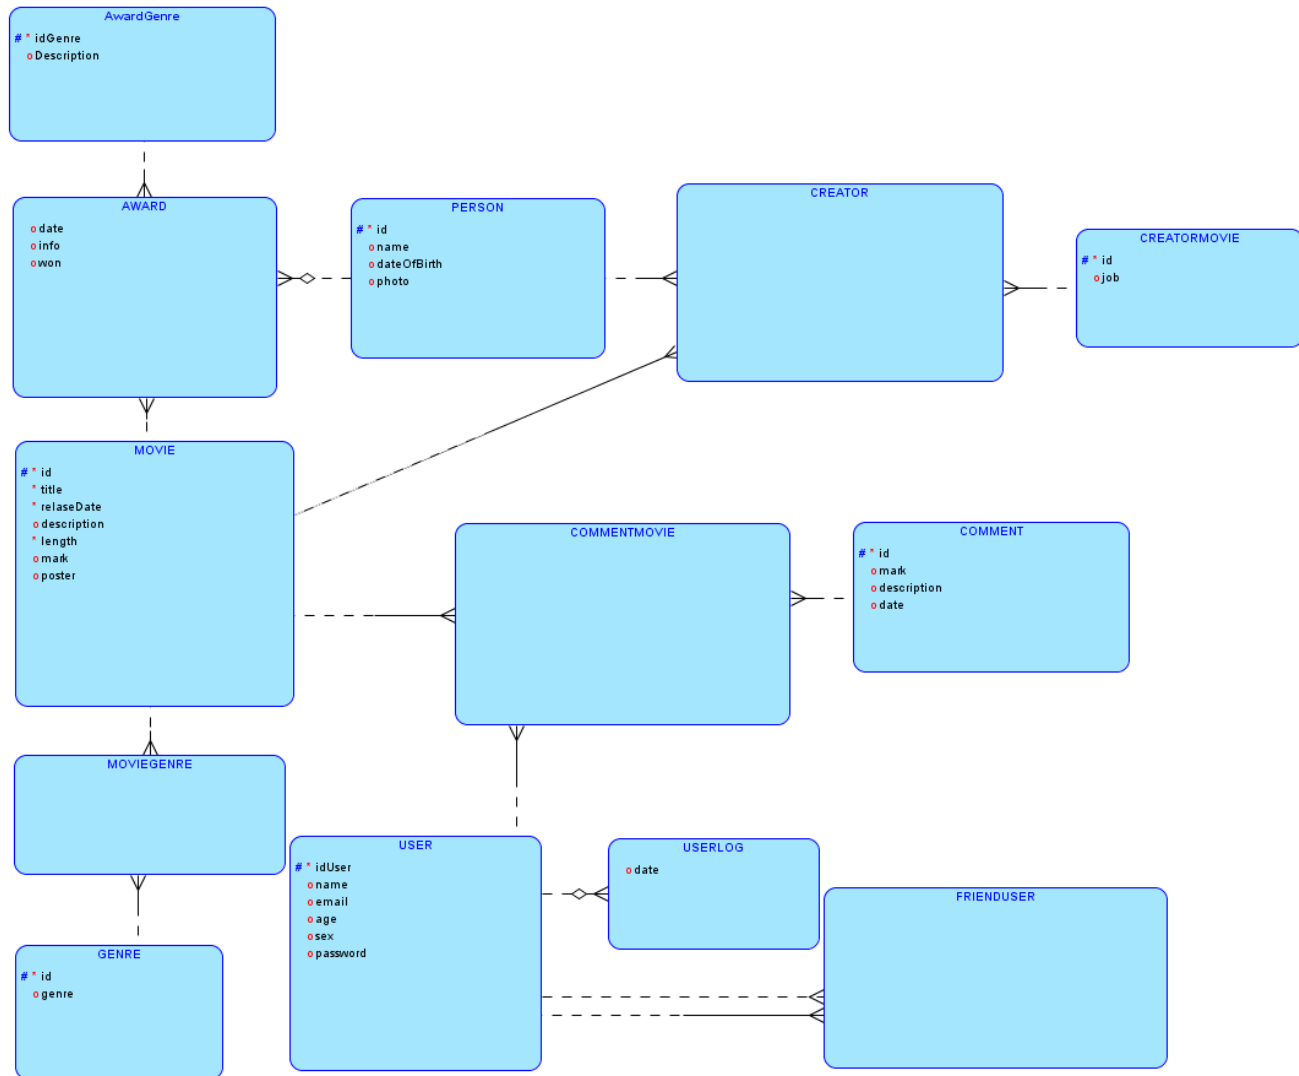 AwardGenre
# * idGenre
o Description
AWARD
o date
o info
o won
PERSON
# * id
o name
o dateOfBirth
o photo
CREATOR
CREATORMOVIE
# * id
o job
MOVIE
# * id
* title
* relaseDate
o description
* length
o mark
o poster
COMMENTMOVIE
COMMENT
# * id
o mark
o description
o date
MOVIEGENRE
USER
# * idUser
o name
o email
o age
o sex
o password
USERLOG
o date
FRIENDUSER
GENRE
# * id
o genre